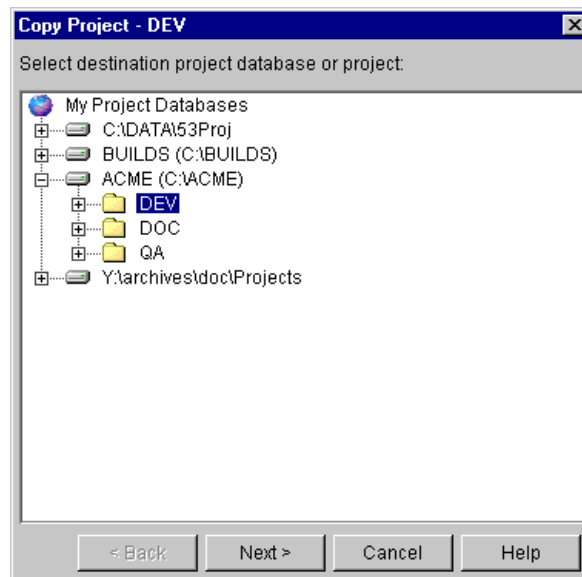 Copy Project - DEV
Select destination project database or project:
My Project Databases
C:\DATA\53Proj
BUILDS (C:\BUILDS)
ACME (C:\ACME)
DEV
DOC
QA
Y:\archives\doc\Projects
< Back Next > Cancel Help